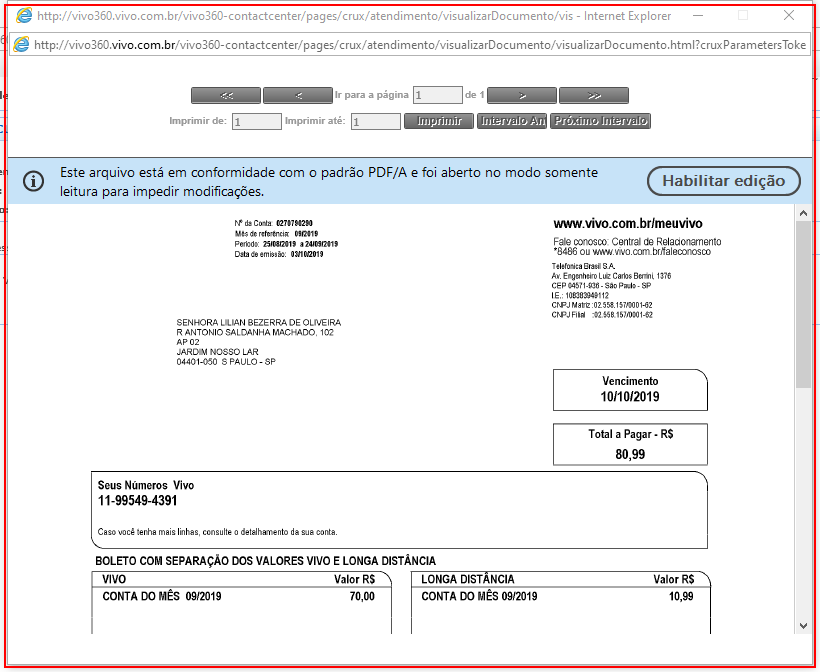 http://vivo360.vivo.com.br/vivo360-contactcenter/pages/crux/atendimento/visualizarDocumento/vis - Internet Explorer
http://vivo360.vivo.com.br/vivo360-contactcenter/pages/crux/atendimento/visualizarDocumento/visualizarDocumento.html?cruxParametersToke
<< < Ir para a página 1 de 1 > >>
Imprimir de: 1 Imprimir até: 1 Imprimir Intervalo An Próximo Intervalo
Este arquivo está em conformidade com o padrão PDF/A e foi aberto no modo somente
leitura para impedir modificações.
Habilitar edição
Nº da Conta: 0270790290
Mês de referência: 09/2019
Período: 25/08/2019 a 24/09/2019
Data de emissão: 03/10/2019
www.vivo.com.br/meuvivo
Fale conosco: Central de Relacionamento
*8486 ou www.vivo.com.br/faleconosco
Telefonica Brasil S.A.
Av. Engenheiro Luiz Carlos Berrini, 1376
CEP 04571-936 - São Paulo - SP
I.E.: 108383949112
CNPJ Matriz :02.558.157/0001-62
CNPJ Filial :02.558.157/0001-62
SENHORA LILIAN BEZERRA DE OLIVEIRA
R ANTONIO SALDANHA MACHADO, 102
AP 02
JARDIM NOSSO LAR
04401-050 S PAULO - SP
Vencimento
10/10/2019
Total a Pagar - R$
80,99
Seus Números Vivo
11-99549-4391
Caso você tenha mais linhas, consulte o detalhamento da sua conta.
BOLETO COM SEPARAÇÃO DOS VALORES VIVO E LONGA DISTÂNCIA
VIVO Valor R$
CONTA DO MÊS 09/2019 70,00
LONGA DISTÂNCIA Valor R$
CONTA DO MÊS 09/2019 10,99